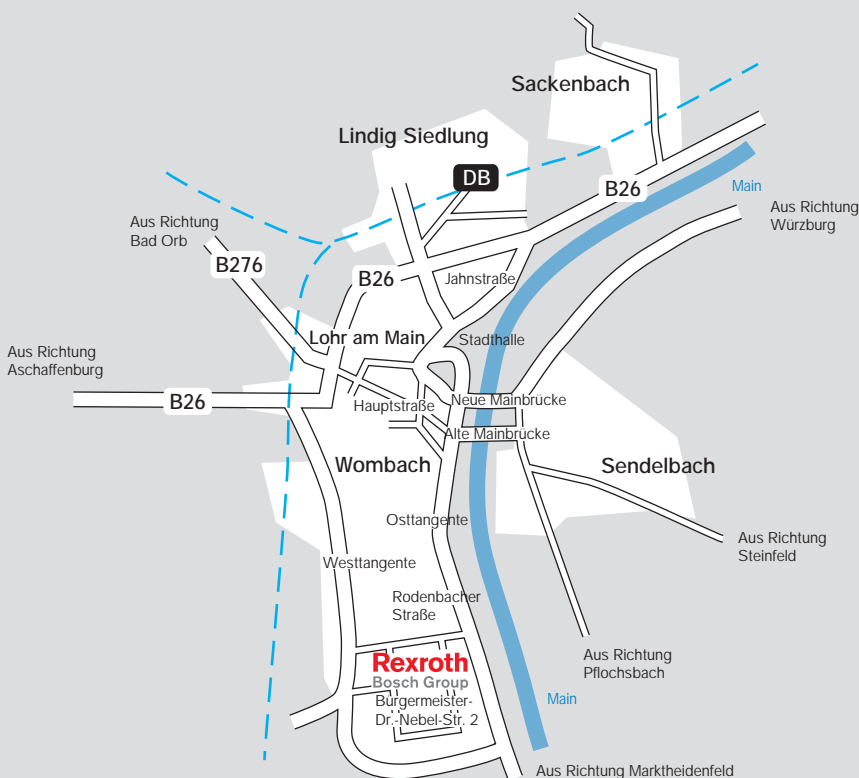 Sackenbach
Lindig Siedlung
DB
B26
Main
Aus Richtung
Würzburg
Aus Richtung
Bad Orb
B276
B26
Jahnstraße
Lohr am Main
Stadthalle
Aus Richtung
Aschaffenburg
B26
Hauptstraße
Neue Mainbrücke
Alte Mainbrücke
Wombach
Sendelbach
Osttangente
Aus Richtung
Steinfeld
Westtangente
Rodenbacher
Straße
Aus Richtung
Pflochsbach
Rexroth
Bosch Group
Bürgermeister-
Dr.-Nebel-Str. 2
Main
Aus Richtung Marktheidenfeld